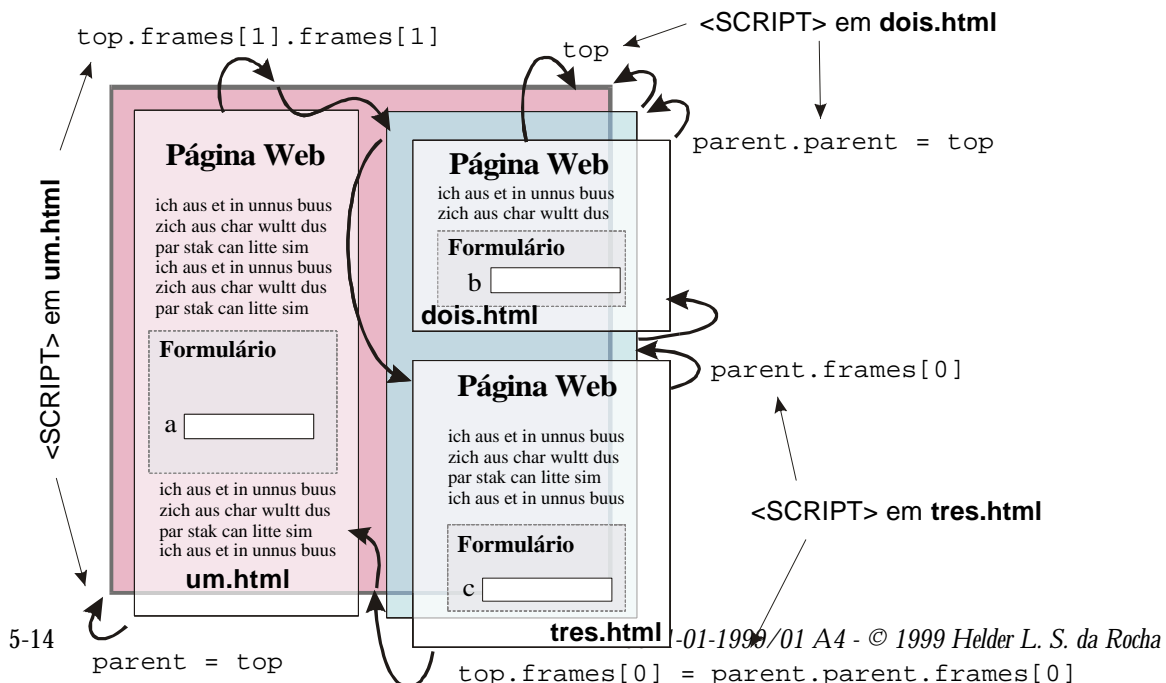 top.frames[1].frames[1]
top
<SCRIPT> em dois.html
parent.parent = top
<SCRIPT> em um.html
Página Web
ich aus et in unnus buus
zich aus char wultt dus
par stak can litte sim
ich aus et in unnus buus
zich aus char wultt dus
par stak can litte sim
Formulário
a
ich aus et in unnus buus
zich aus char wultt dus
par stak can litte sim
ich aus et in unnus buus
um.html
Página Web
ich aus et in unnus buus
zich aus char wultt dus
Formulário
b
dois.html
parent.frames[0]
Página Web
ich aus et in unnus buus
zich aus char wultt dus
par stak can litte sim
ich aus et in unnus buus
Formulário
c
tres.html
<SCRIPT> em tres.html
5-14
-01-1999/01 A4 - © 1999 Helder L. S. da Rocha
parent = top
top.frames[0] = parent.parent.frames[0]